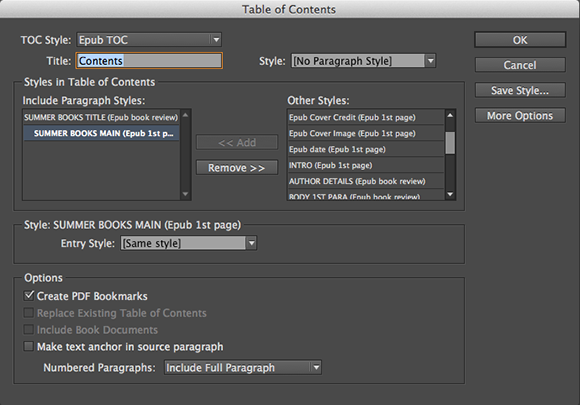 Table of Contents
TOC Style: Epub TOC
OK
Title: Contents
Style: [No Paragraph Style]
Cancel
Styles in Table of Contents
Save Style...
Include Paragraph Styles:
Other Styles:
SUMMER BOOKS TITLE (Epub book review)
SUMMER BOOKS MAIN (Epub 1st p...
<< Add
Remove >>
Epub Cover Credit (Epub 1st page)
Epub Cover Image (Epub 1st page)
Epub date (Epub 1st page)
INTRO (Epub 1st page)
AUTHOR DETAILS (Epub book review)
BODY 1ST PARA (Epub book review)
More Options
Style: SUMMER BOOKS MAIN (Epub 1st page)
Entry Style: [Same style]
Options
Create PDF Bookmarks
Replace Existing Table of Contents
Include Book Documents
Make text anchor in source paragraph
Numbered Paragraphs: Include Full Paragraph